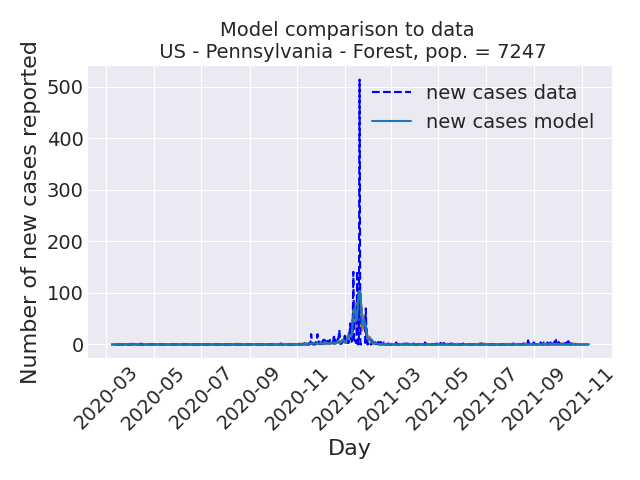 Model comparison to data
US - Pennsylvania - Forest, pop. = 7247
Number of new cases reported
500
400
300
200
100
0
new cases data
new cases model
2020-03
2020-05
2020-07
2020-09
2020-11
2021-01
2021-03
2021-05
2021-07
2021-09
2021-11
Day